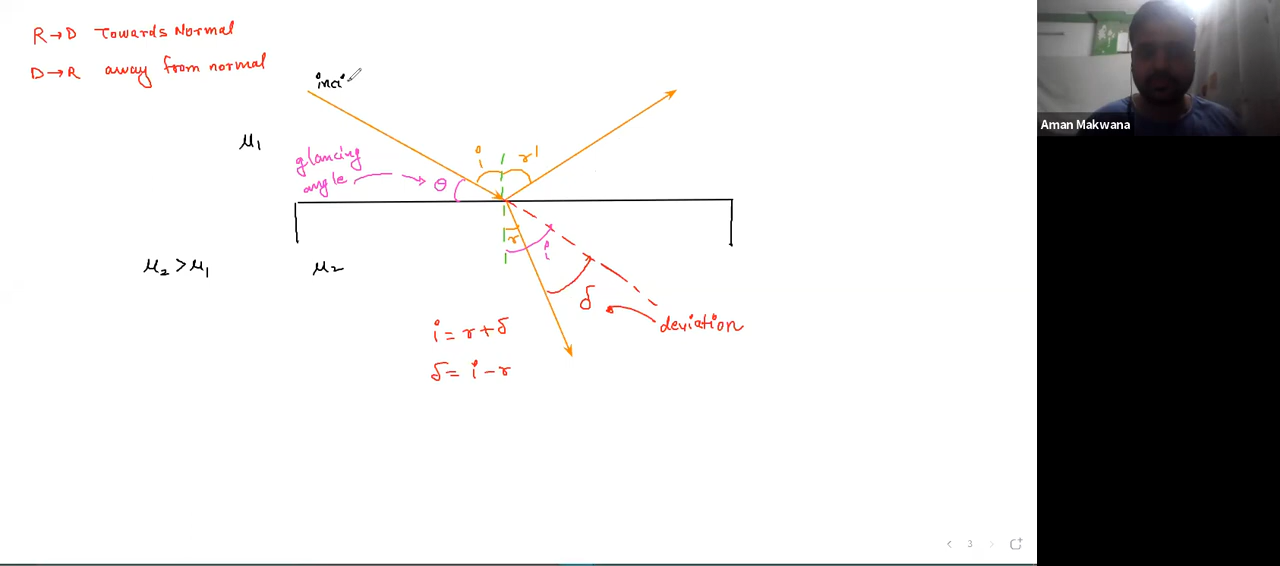 R→D Towards Normal
D→R away from normal
inci
Aman Makwana
μ₁
glancing
angle
θ
i
r'
r
i
μ₂ > μ₁
μ₂
δ
deviation
i = r + δ
δ = i - r
3